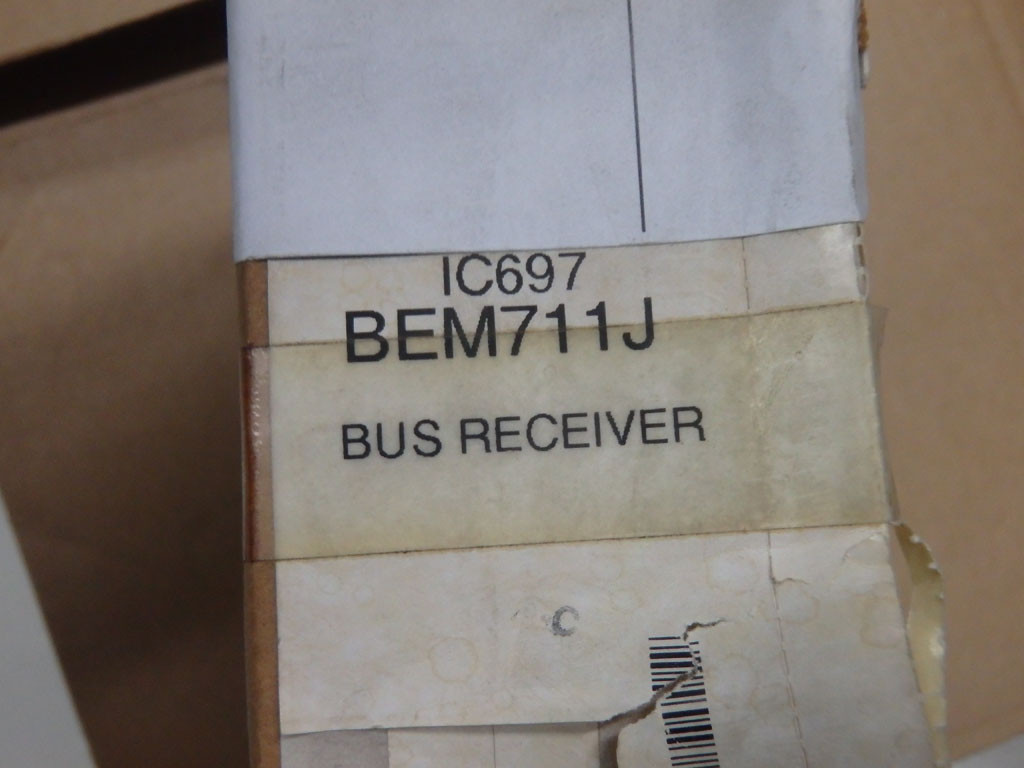 IC697
BEM711J
BUS RECEIVER
C